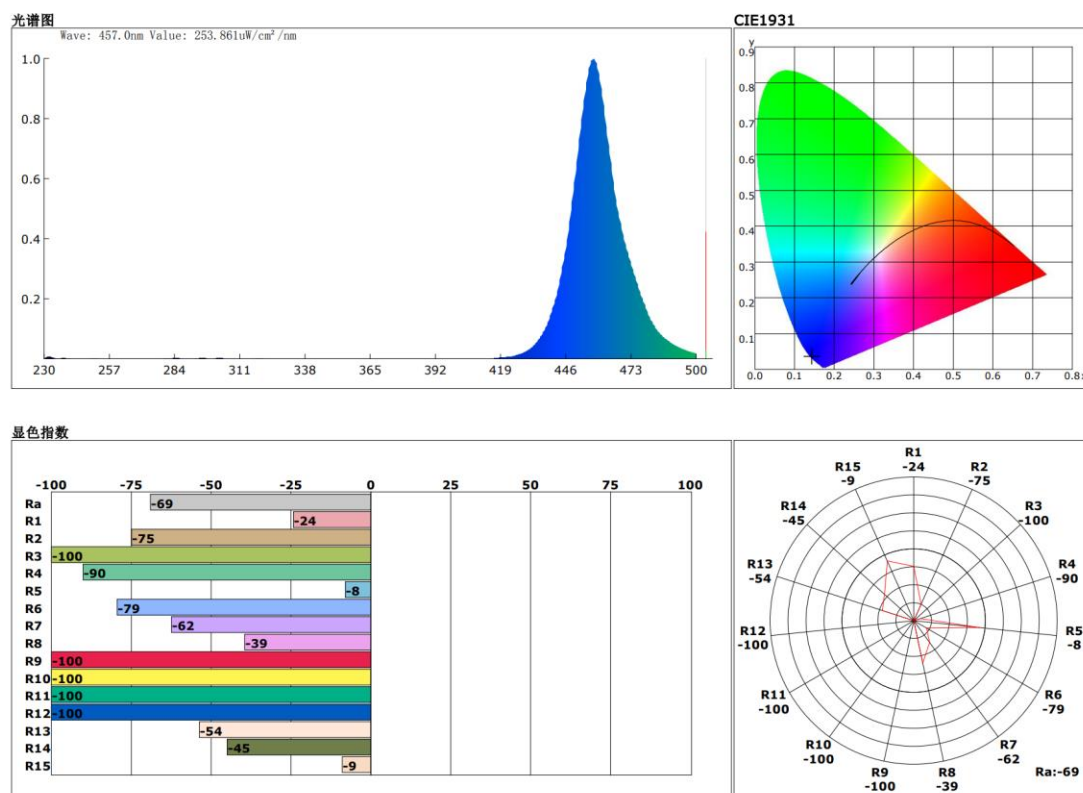 光谱图
Wave: 457.0nm Value: 253.861uW/cm²/nm
1.0
0.8
0.6
0.4
0.2
230 257 284 311 338 365 392 419 446 473 500
CIE1931
y
0.9
0.8
0.7
0.6
0.5
0.4
0.3
0.2
0.1
0.0 0.1 0.2 0.3 0.4 0.5 0.6 0.7 0.8
显色指数
-100 -75 -50 -25 0 25 50 75 100
Ra -69
R1 -24
R2 -75
R3 -100
R4 -90
R5 -8
R6 -79
R7 -62
R8 -39
R9 -100
R10 -100
R11 -100
R12 -100
R13 -54
R14 -45
R15 -9
R1
-24
R2
-75
R3
-100
R4
-90
R5
-8
R6
-79
R7
-62
R8
-39
R9
-100
R10
-100
R11
-100
R12
-100
R13
-54
R14
-45
R15
-9
Ra:-69